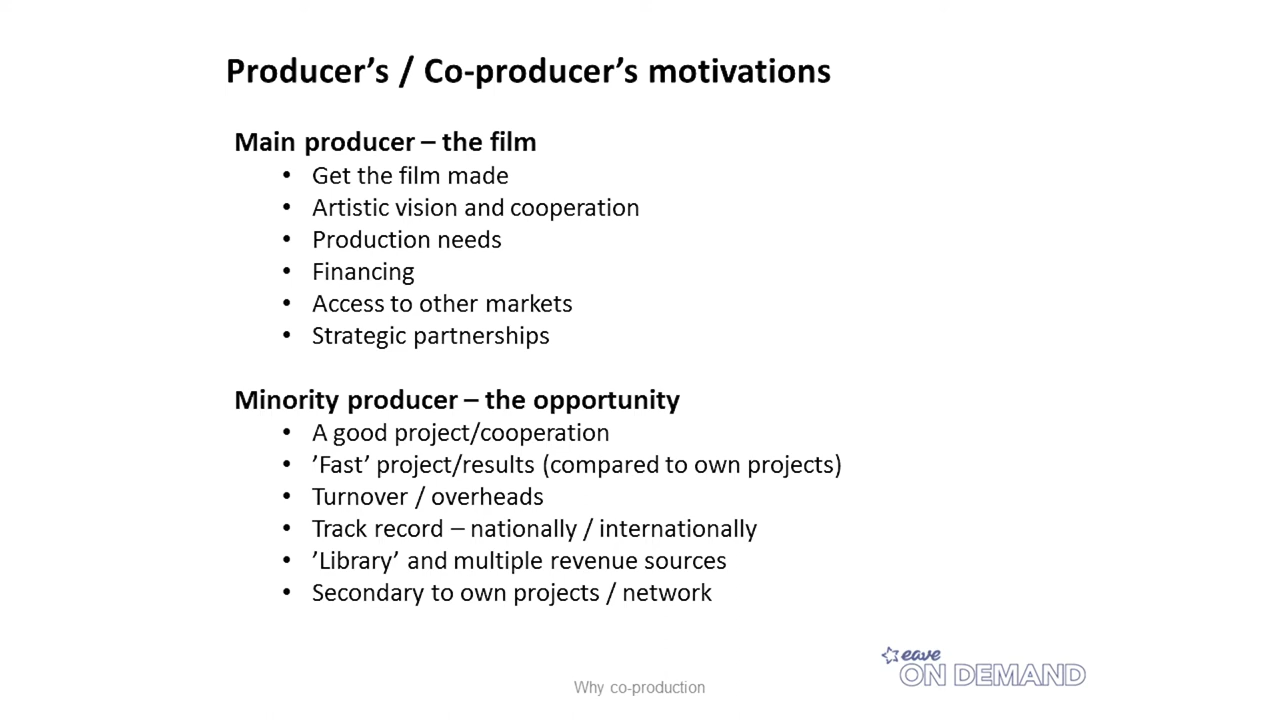 Producer’s / Co-producer’s motivations
Main producer – the film
• Get the film made
• Artistic vision and cooperation
• Production needs
• Financing
• Access to other markets
• Strategic partnerships
Minority producer – the opportunity
• A good project/cooperation
• ’Fast’ project/results (compared to own projects)
• Turnover / overheads
• Track record – nationally / internationally
• ’Library’ and multiple revenue sources
• Secondary to own projects / network
eave
ON DEMAND
Why co-production